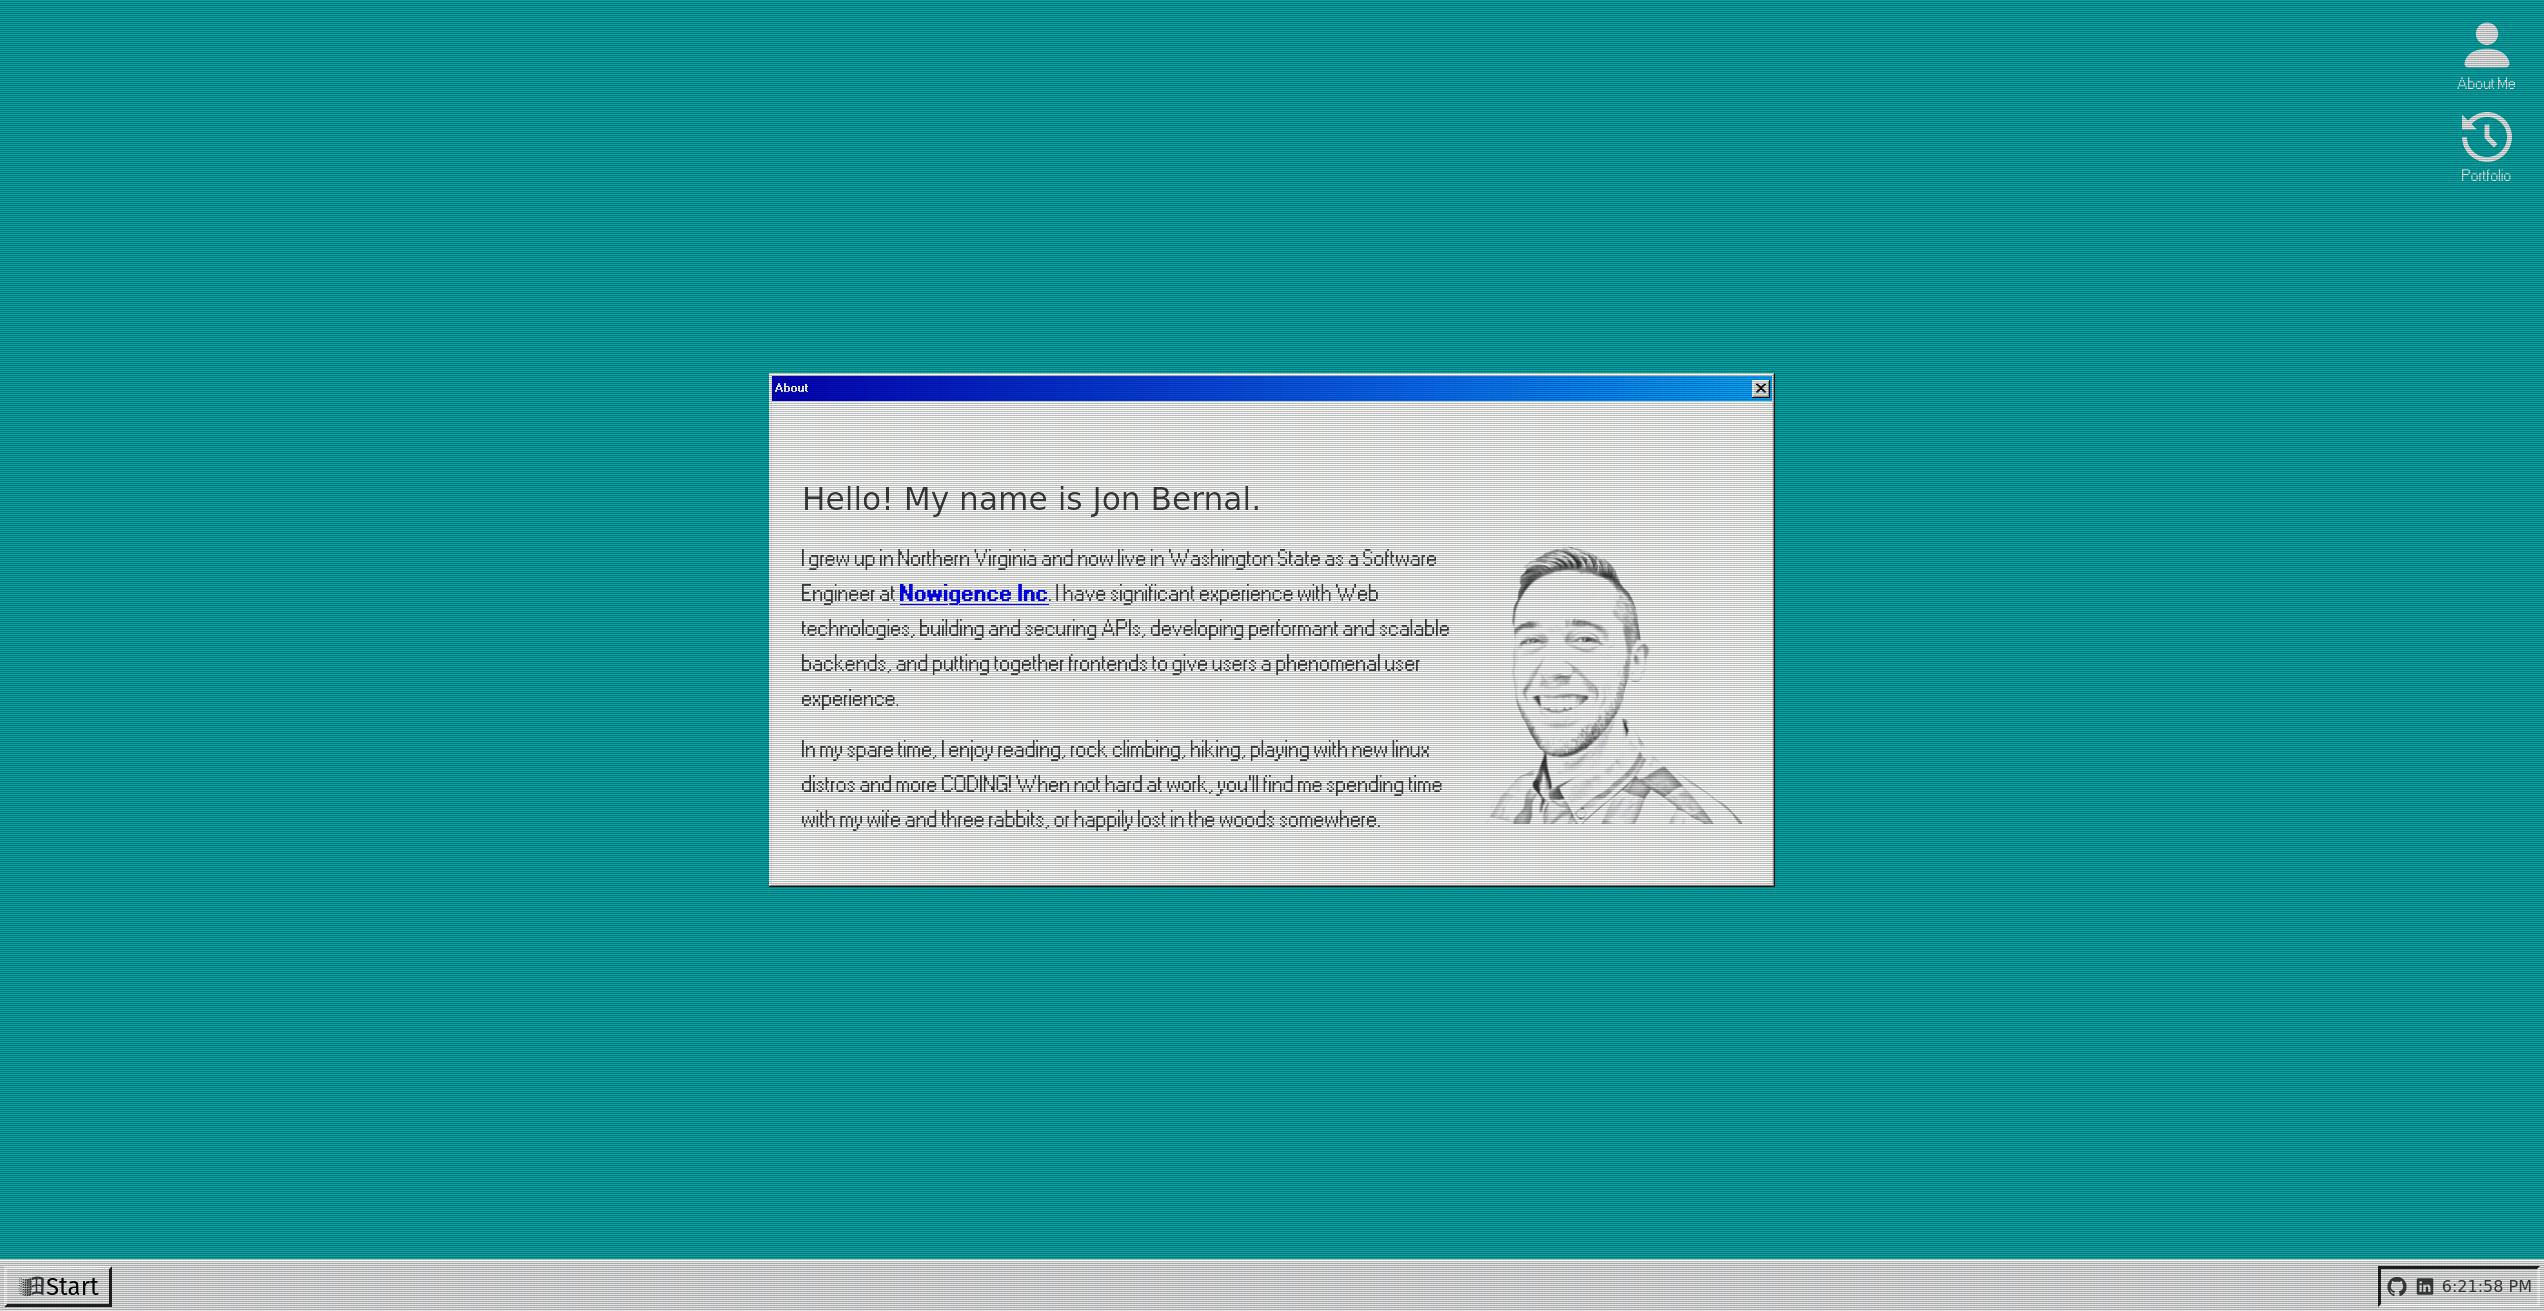 About Me
Portfolio
About
Hello! My name is Jon Bernal.
I grew up in Northern Virginia and now live in Washington State as a Software
Engineer at Nowigence Inc. I have significant experience with Web
technologies, building and securing APIs, developing performant and scalable
backends, and putting together frontends to give users a phenomenal user
experience.
In my spare time, I enjoy reading, rock climbing, hiking, playing with new linux
distros and more CODING! When not hard at work, you'll find me spending time
with my wife and three rabbits, or happily lost in the woods somewhere.
Start
in 6:21:58 PM